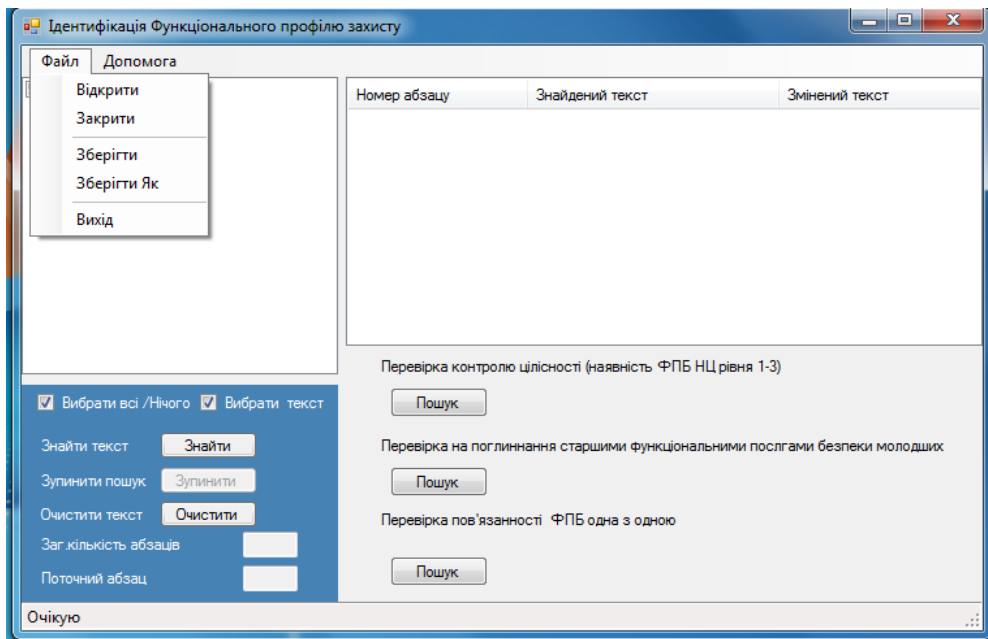 Ідентифікація Функціонального профілю захисту
Файл Допомога
Відкрити
Закрити
Зберігти
Зберігти Як
Вихід
Номер абзацу Знайдений текст Змінений текст
Перевірка контролю цілісності (наявність ФПБ НЦ рівня 1-3)
Пошук
Перевірка на поглиннання старшими функціональними послгами безпеки молодших
Пошук
Перевірка пов'язанності ФПБ одна з одною
Пошук
Вибрати всі /Нічого Вибрати текст
Знайти текст Знайти
Зупинити пошук Зупинити
Очистити текст Очистити
Заг.кількість абзаців
Поточний абзац
Очікую